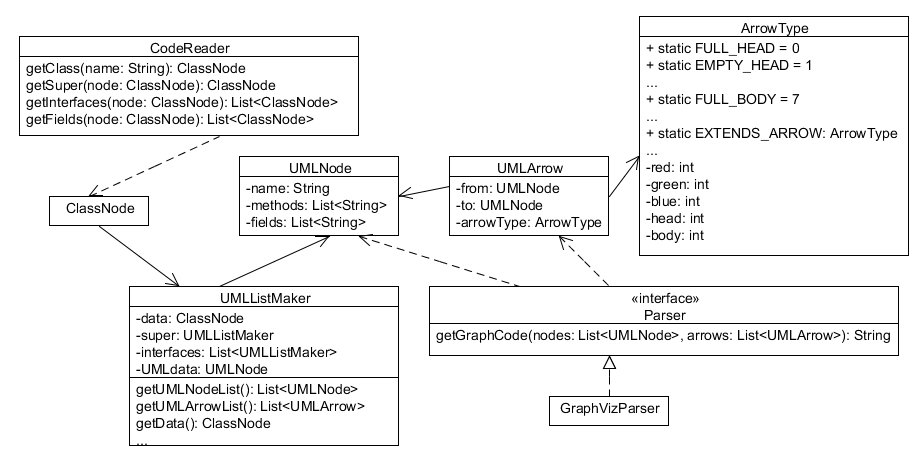 CodeReader
getClass(name: String): ClassNode
getSuper(node: ClassNode): ClassNode
getInterfaces(node: ClassNode): List<ClassNode>
getFields(node: ClassNode): List<ClassNode>
ArrowType
+ static FULL_HEAD = 0
+ static EMPTY_HEAD = 1
...
+ static FULL_BODY = 7
...
+ static EXTENDS_ARROW: ArrowType
...
-red: int
-green: int
-blue: int
-head: int
-body: int
UMLNode
-name: String
-methods: List<String>
-fields: List<String>
UMLArrow
-from: UMLNode
-to: UMLNode
-arrowType: ArrowType
ClassNode
UMLListMaker
-data: ClassNode
-super: UMLListMaker
-interfaces: List<UMLListMaker>
-UMLdata: UMLNode
getUMLNodeList(): List<UMLNode>
getUMLArrowList(): List<UMLArrow>
getData(): ClassNode
...
«interface»
Parser
getGraphCode(nodes: List<UMLNode>, arrows: List<UMLArrow>): String
GraphVizParser